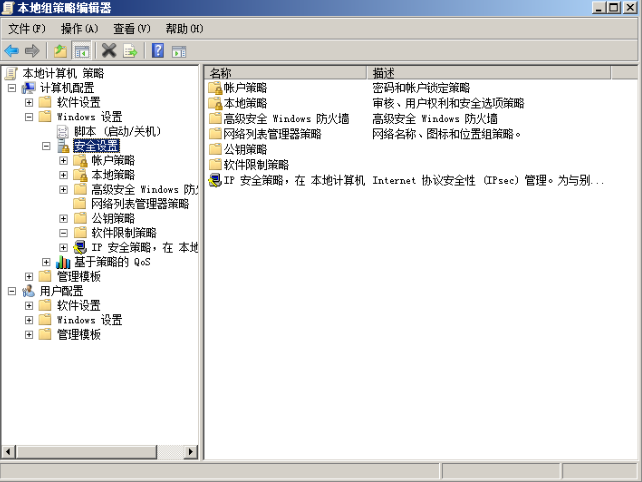 本地组策略编辑器
文件(F) 操作(A) 查看(V) 帮助(H)
本地计算机 策略
计算机配置
软件设置
Windows 设置
脚本 (启动/关机)
安全设置
帐户策略
本地策略
高级安全 Windows 防火
网络列表管理器策略
公钥策略
软件限制策略
IP 安全策略，在 本地
基于策略的 QoS
管理模板
用户配置
软件设置
Windows 设置
管理模板
名称 描述
帐户策略 密码和帐户锁定策略
本地策略 审核、用户权利和安全选项策略
高级安全 Windows 防火墙 高级安全 Windows 防火墙
网络列表管理器策略 网络名称、图标和位置组策略。
公钥策略
软件限制策略
IP 安全策略，在 本地计算机 Internet 协议安全性 (IPsec) 管理。为与别...